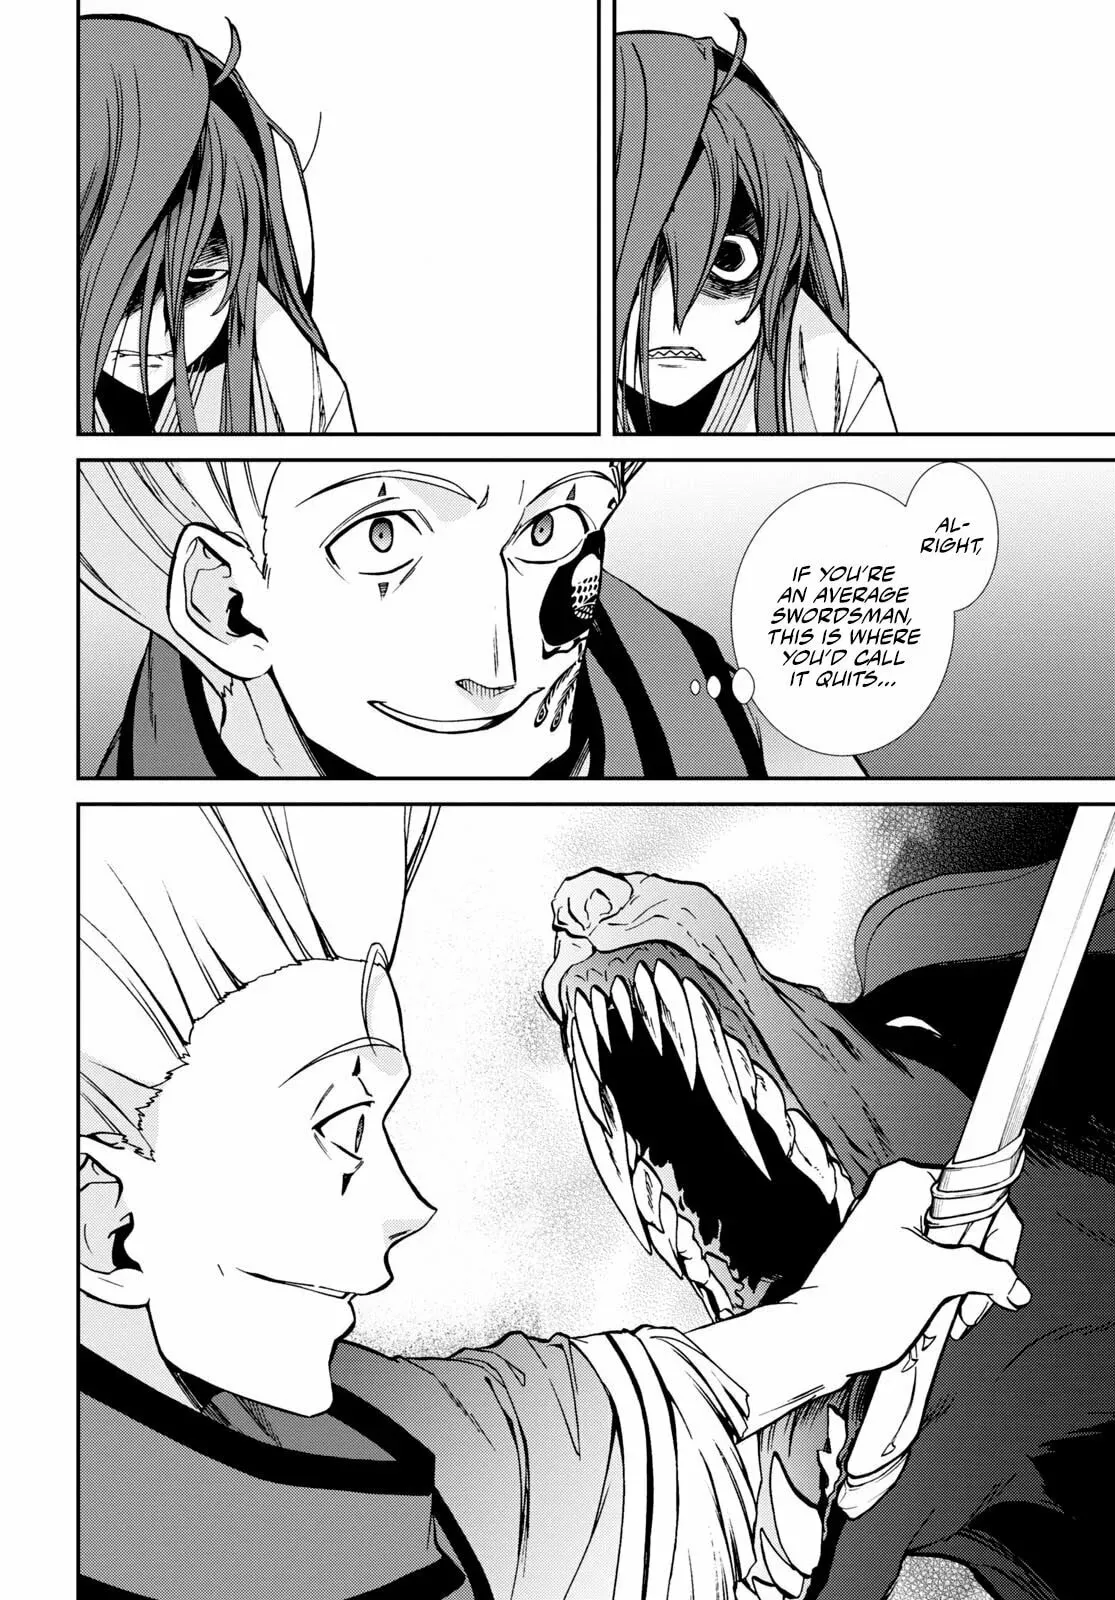 AL-
RIGHT,
IF YOU'RE
AN AVERAGE
SWORDSMAN,
THIS IS WHERE
YOU'D CALL
IT QUITS...